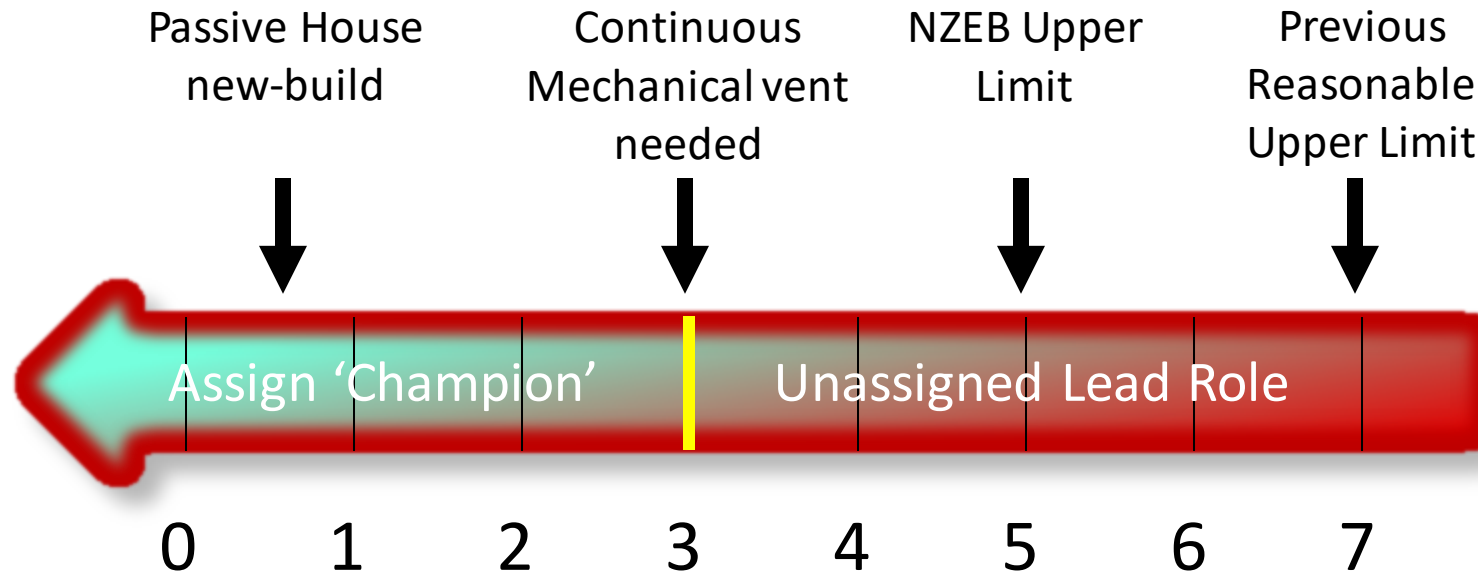 Passive House
new-build
Continuous
Mechanical vent
needed
NZEB Upper
Limit
Previous
Reasonable
Upper Limit
Assign ‘Champion’
Unassigned Lead Role
0 1 2 3 4 5 6 7